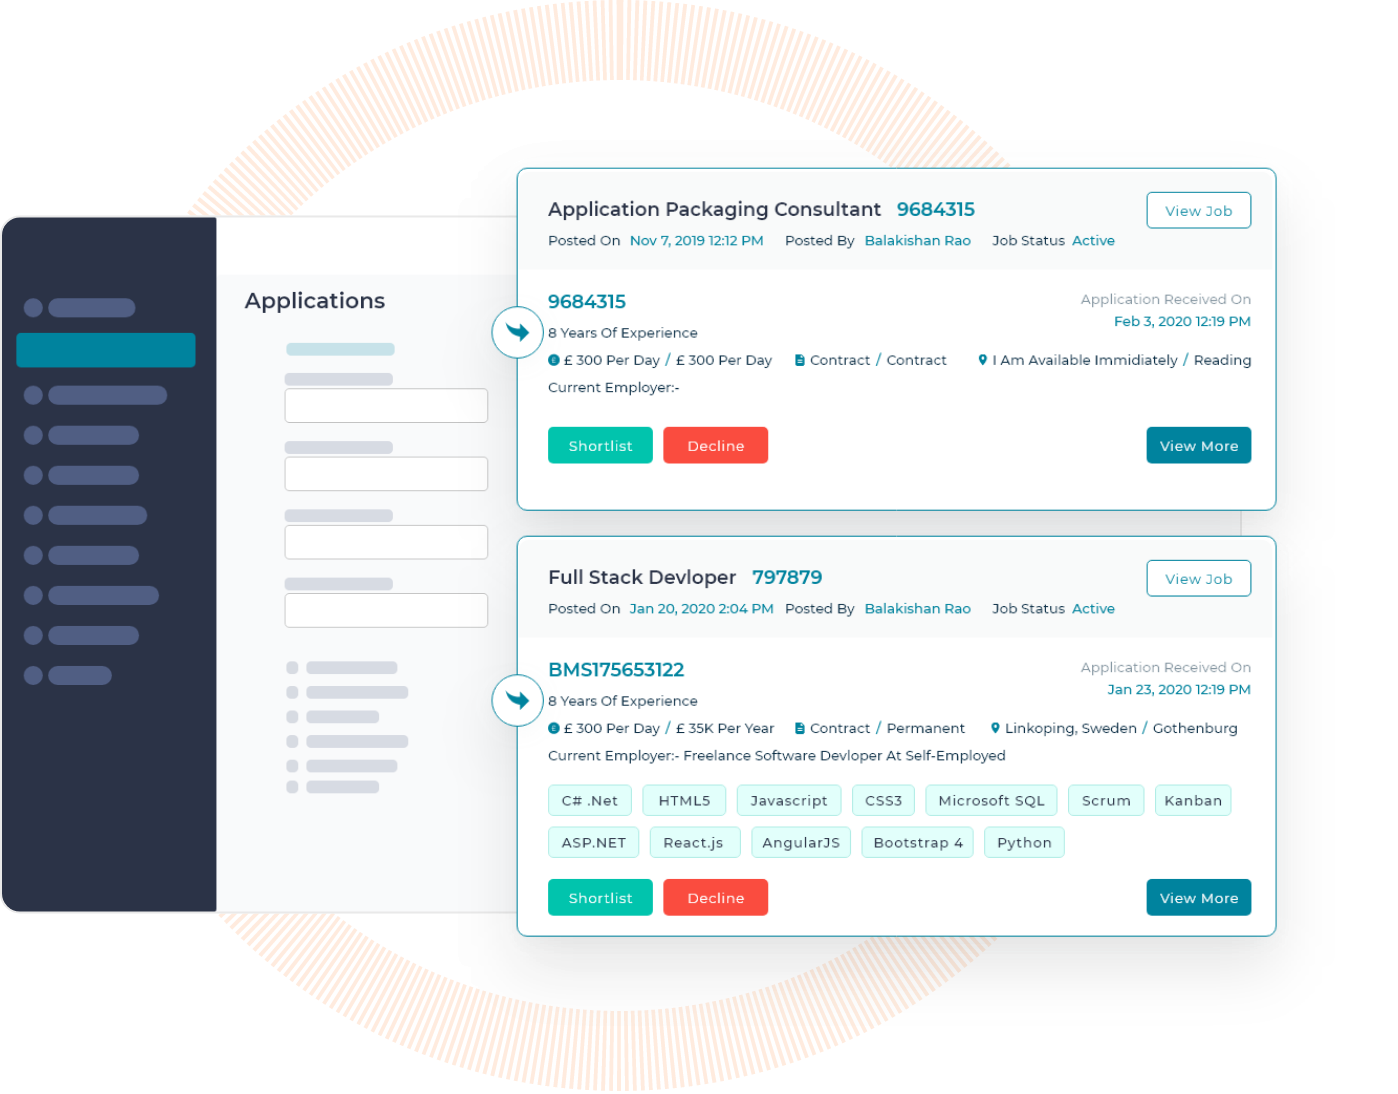 Applications
Application Packaging Consultant 9684315 View Job
Posted On Nov 7, 2019 12:12 PM Posted By Balakishan Rao Job Status Active
9684315 Application Received On
Feb 3, 2020 12:19 PM
8 Years Of Experience
£ 300 Per Day / £ 300 Per Day Contract / Contract I Am Available Immidiately / Reading
Current Employer:-
Shortlist Decline View More
Full Stack Devloper 797879 View Job
Posted On Jan 20, 2020 2:04 PM Posted By Balakishan Rao Job Status Active
BMS175653122 Application Received On
Jan 23, 2020 12:19 PM
8 Years Of Experience
£ 300 Per Day / £ 35K Per Year Contract / Permanent Linkoping, Sweden / Gothenburg
Current Employer:- Freelance Software Devloper At Self-Employed
C# .Net HTML5 Javascript CSS3 Microsoft SQL Scrum Kanban
ASP.NET React.js AngularJS Bootstrap 4 Python
Shortlist Decline View More